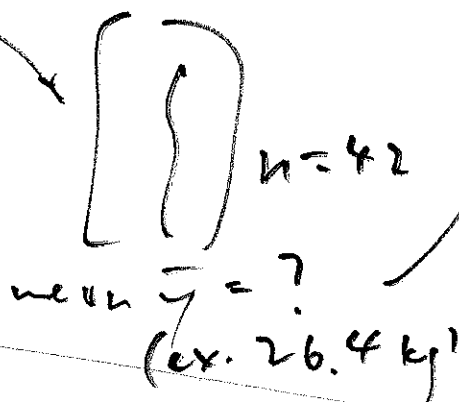 n = 42
mean ȳ = ?
(ex. 26.4 kg)